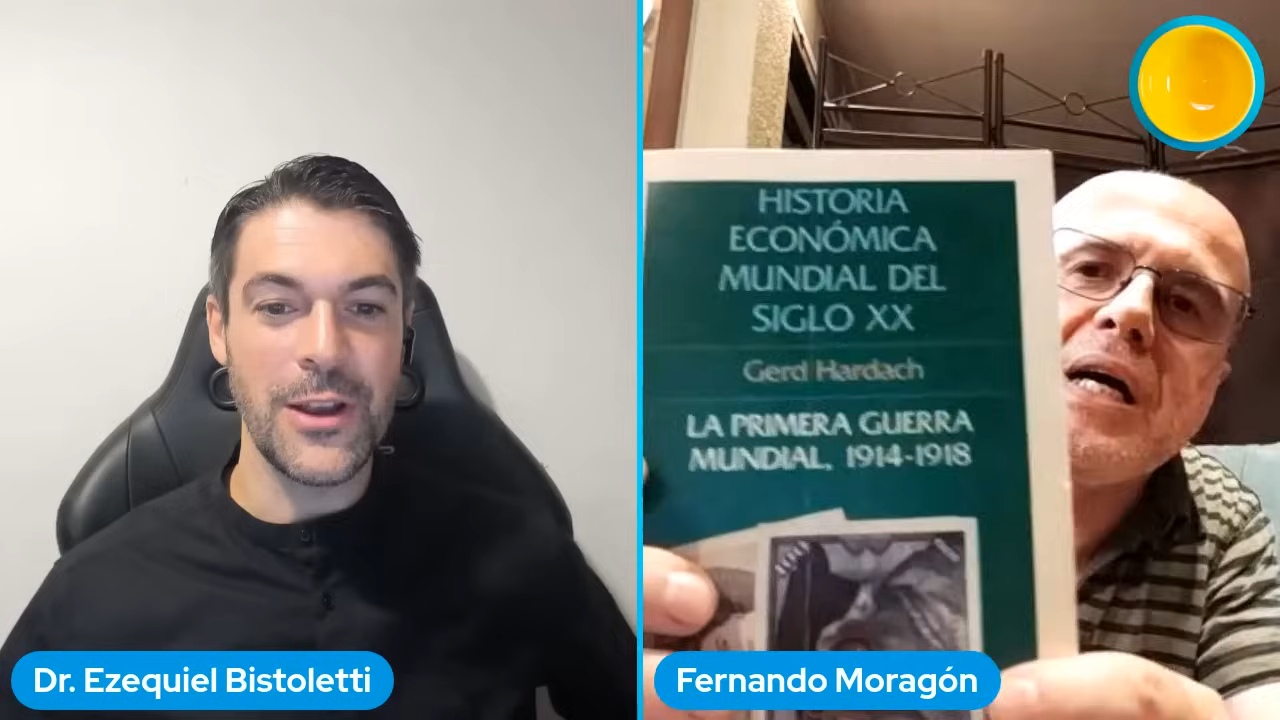 HISTORIA
ECONÓMICA
MUNDIAL DEL
SIGLO XX
Gerd Hardach
LA PRIMERA GUERRA
MUNDIAL, 1914-1918
Dr. Ezequiel Bistoletti
Fernando Moragón